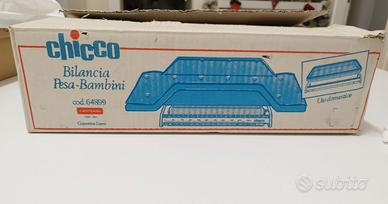 chicco
Bilancia
Pesa-Bambini
cod. 64899
Uso domestico
subito